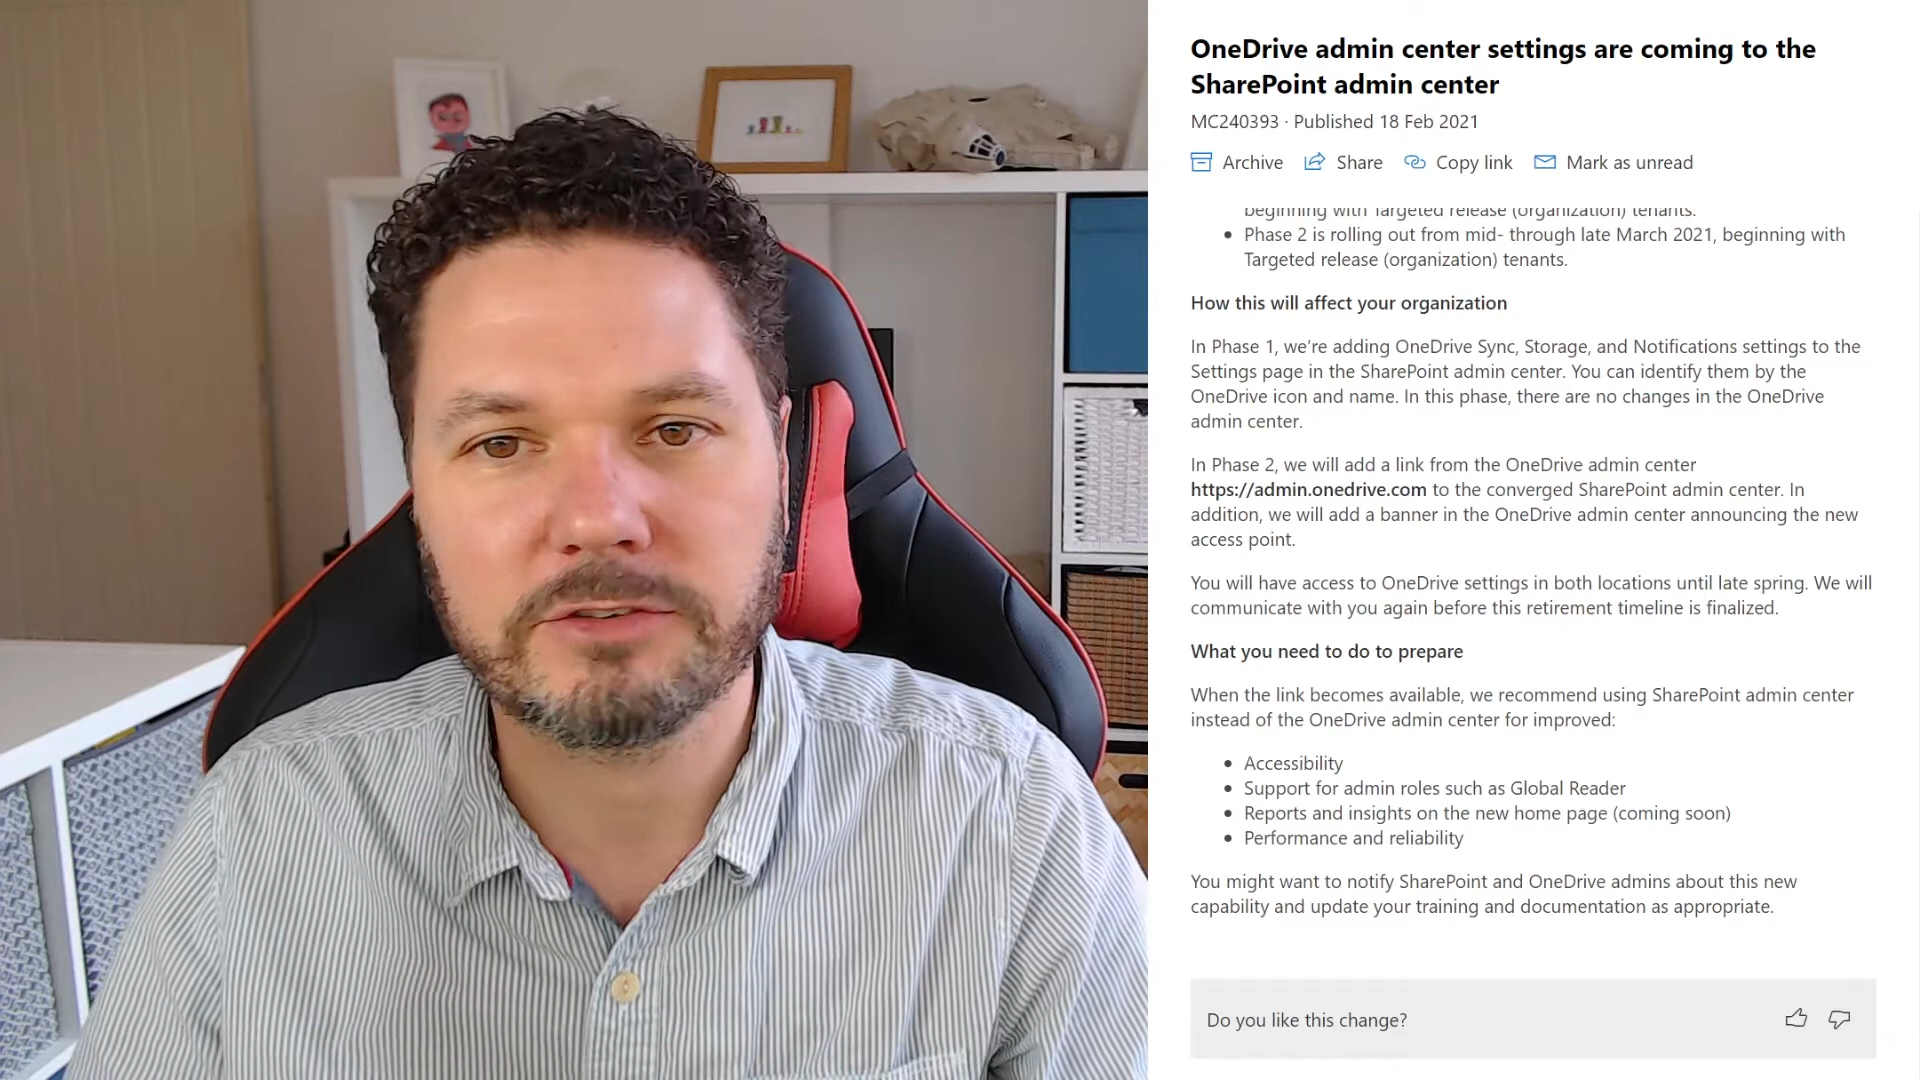 OneDrive admin center settings are coming to the
SharePoint admin center
MC240393 · Published 18 Feb 2021
Archive Share Copy link Mark as unread
beginning with Targeted release (organization) tenants.
• Phase 2 is rolling out from mid- through late March 2021, beginning with
Targeted release (organization) tenants.
How this will affect your organization
In Phase 1, we’re adding OneDrive Sync, Storage, and Notifications settings to the
Settings page in the SharePoint admin center. You can identify them by the
OneDrive icon and name. In this phase, there are no changes in the OneDrive
admin center.
In Phase 2, we will add a link from the OneDrive admin center
https://admin.onedrive.com to the converged SharePoint admin center. In
addition, we will add a banner in the OneDrive admin center announcing the new
access point.
You will have access to OneDrive settings in both locations until late spring. We will
communicate with you again before this retirement timeline is finalized.
What you need to do to prepare
When the link becomes available, we recommend using SharePoint admin center
instead of the OneDrive admin center for improved:
• Accessibility
• Support for admin roles such as Global Reader
• Reports and insights on the new home page (coming soon)
• Performance and reliability
You might want to notify SharePoint and OneDrive admins about this new
capability and update your training and documentation as appropriate.
Do you like this change?